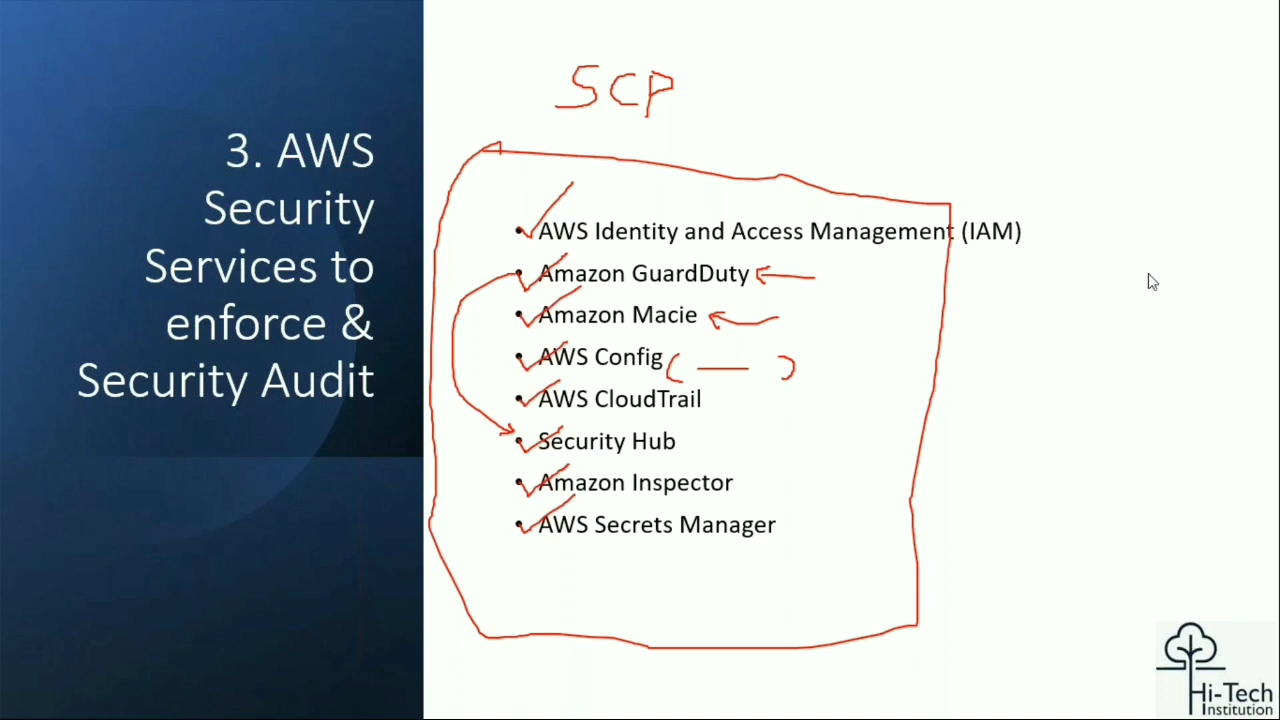 3. AWS
Security
Services to
enforce &
Security Audit
SCP
• AWS Identity and Access Management (IAM)
• Amazon GuardDuty
• Amazon Macie
• AWS Config
• AWS CloudTrail
• Security Hub
• Amazon Inspector
• AWS Secrets Manager
Hi-Tech
Institution